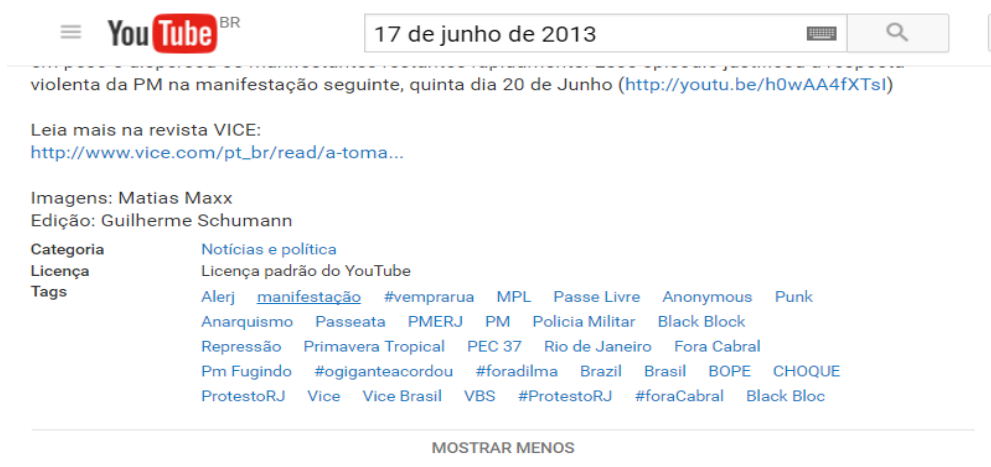 YouTube BR
17 de junho de 2013
violenta da PM na manifestação seguinte, quinta dia 20 de Junho (http://youtu.be/h0wAA4fXTsI)
Leia mais na revista VICE:
http://www.vice.com/pt_br/read/a-toma...
Imagens: Matias Maxx
Edição: Guilherme Schumann
Categoria Notícias e política
Licença Licença padrão do YouTube
Tags Alerj manifestação #vemprarua MPL Passe Livre Anonymous Punk
Anarquismo Passeata PMERJ PM Policia Militar Black Block
Repressão Primavera Tropical PEC 37 Rio de Janeiro Fora Cabral
Pm Fugindo #ogiganteacordou #foradilma Brazil Brasil BOPE CHOQUE
ProtestoRJ Vice Vice Brasil VBS #ProtestoRJ #foraCabral Black Bloc
MOSTRAR MENOS